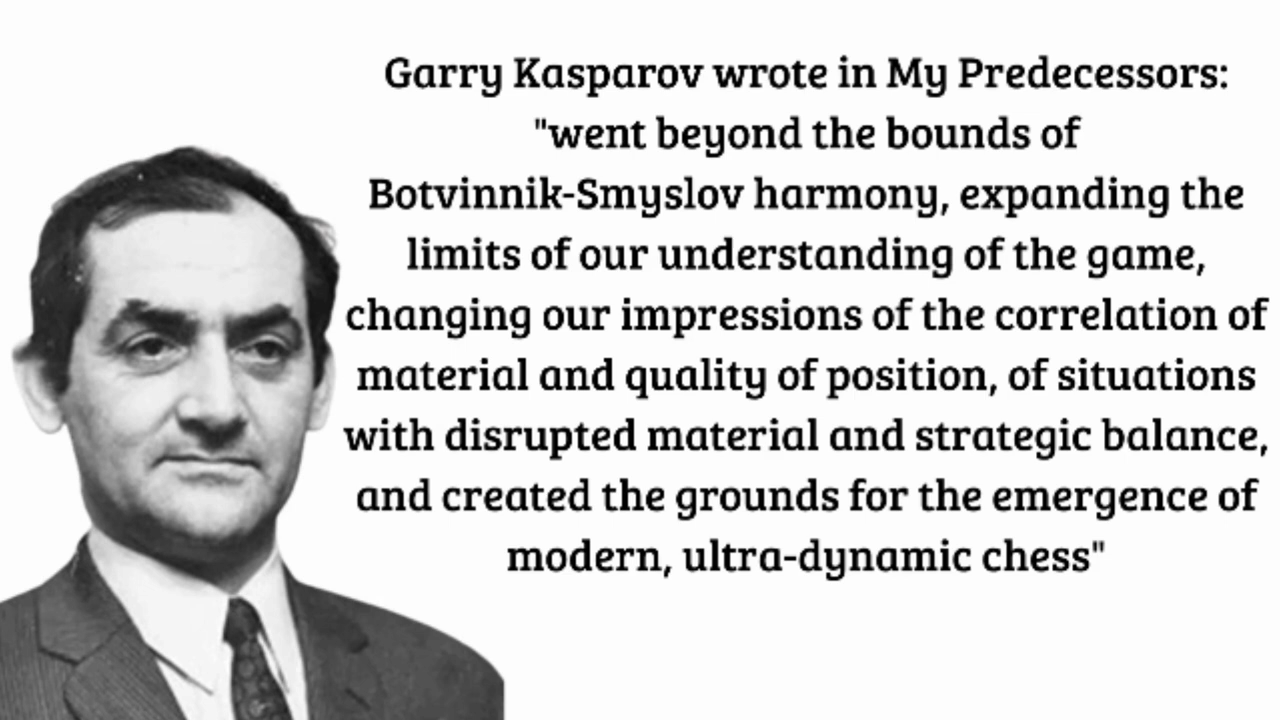 Garry Kasparov wrote in My Predecessors:
"went beyond the bounds of
Botvinnik-Smyslov harmony, expanding the
limits of our understanding of the game,
changing our impressions of the correlation of
material and quality of position, of situations
with disrupted material and strategic balance,
and created the grounds for the emergence of
modern, ultra-dynamic chess"